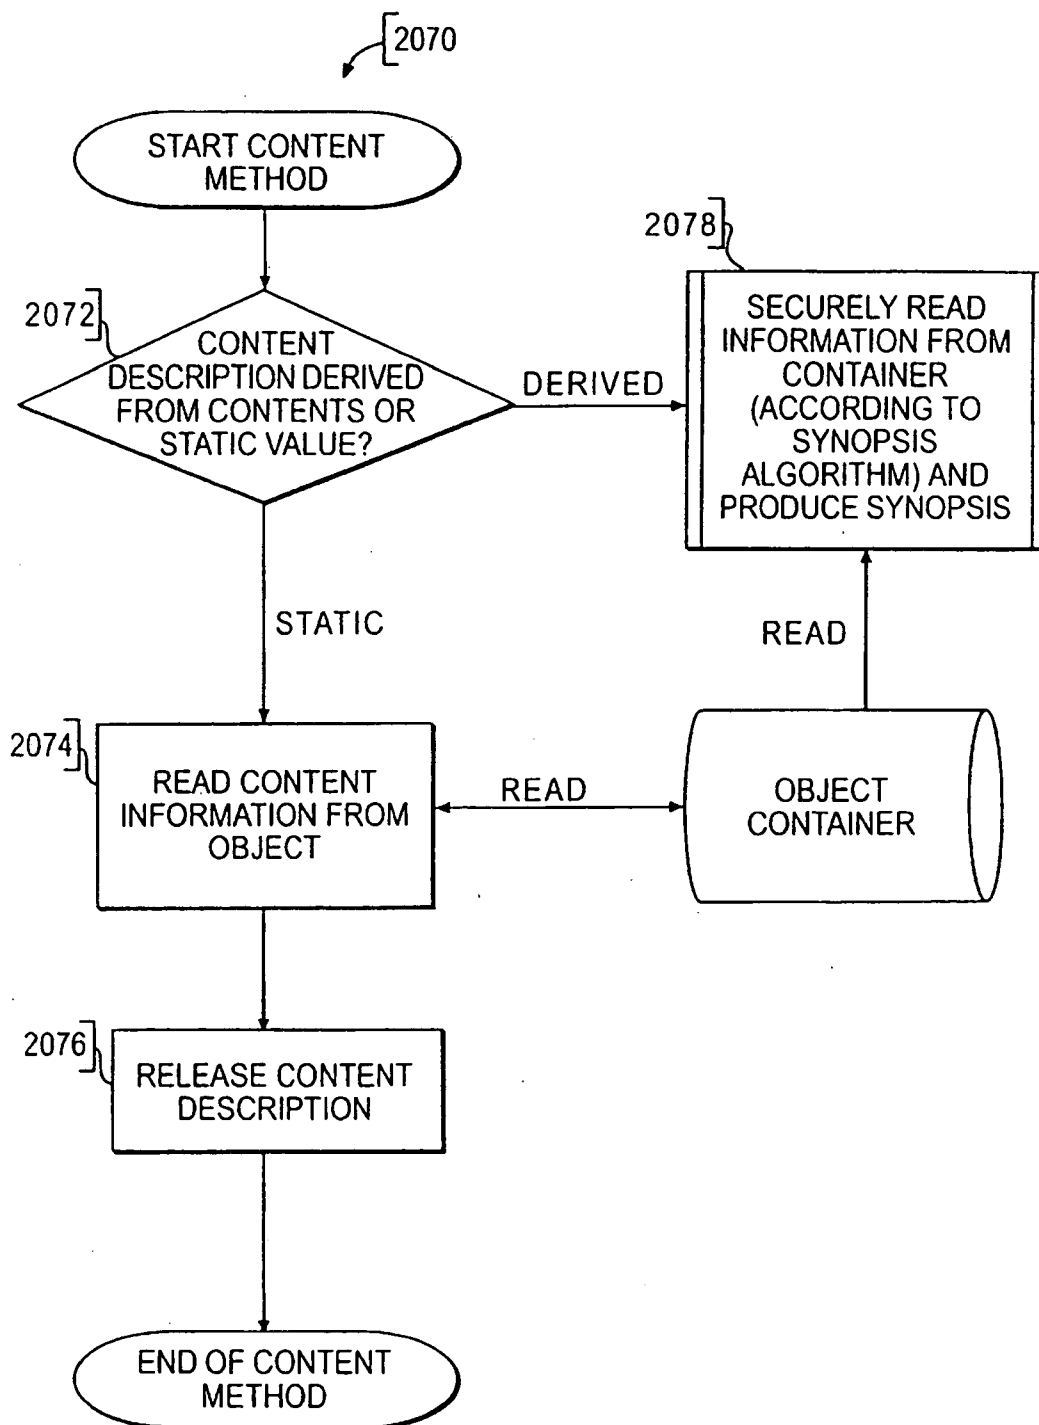 2070
START CONTENT
METHOD
2078
2072
CONTENT
DESCRIPTION DERIVED
FROM CONTENTS OR
STATIC VALUE?
DERIVED
SECURELY READ
INFORMATION FROM
CONTAINER
(ACCORDING TO
SYNOPSIS
ALGORITHM) AND
PRODUCE SYNOPSIS
STATIC
READ
2074
READ CONTENT
INFORMATION FROM
OBJECT
READ
OBJECT
CONTAINER
2076
RELEASE CONTENT
DESCRIPTION
END OF CONTENT
METHOD